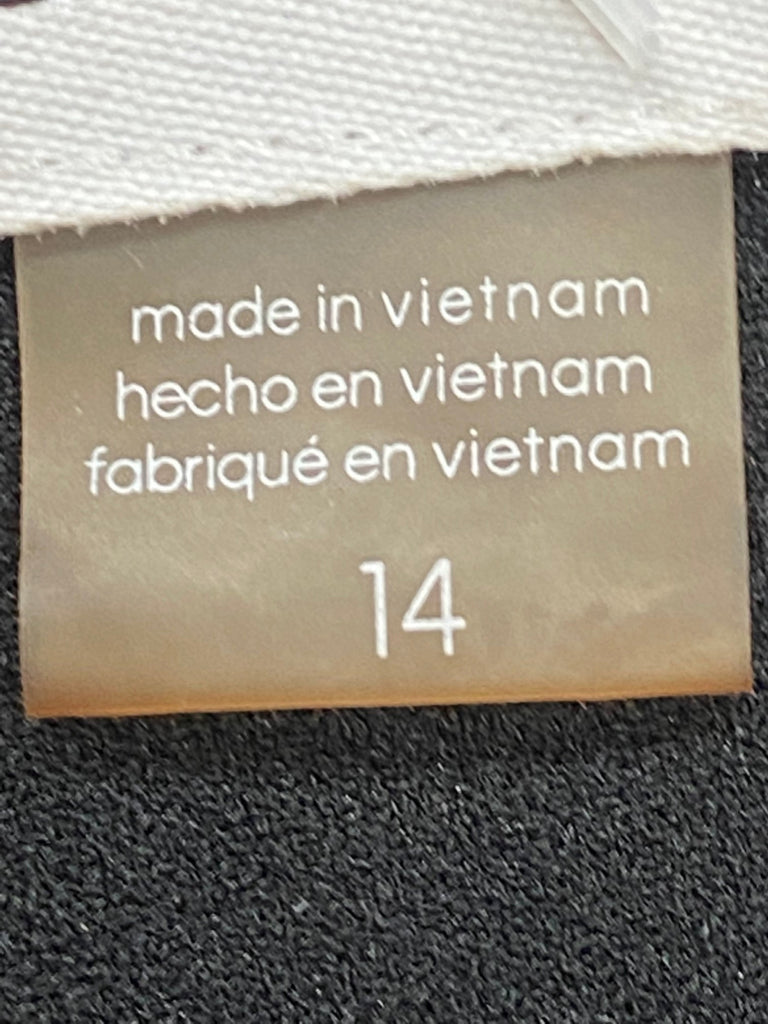 made in vietnam
hecho en vietnam
fabriqué en vietnam
14